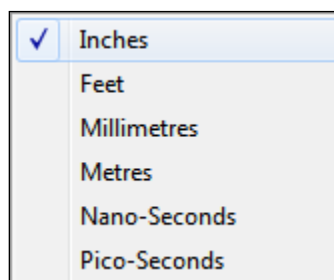 Inches
Feet
Millimetres
Metres
Nano-Seconds
Pico-Seconds